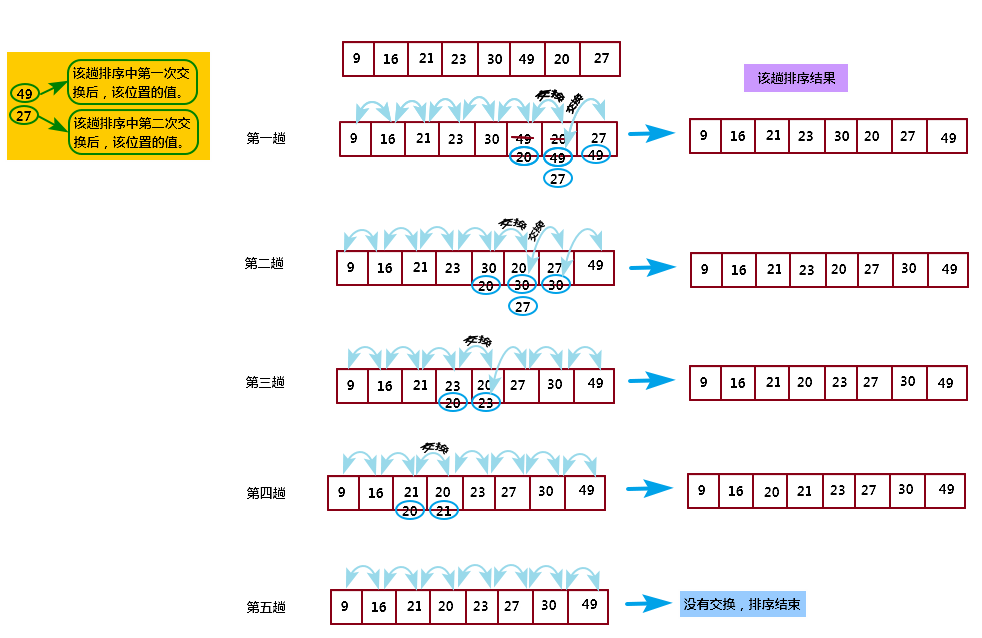 该趟排序中第一次交
换后，该位置的值。
49
27
该趟排序中第二次交
换后，该位置的值。
9 16 21 23 30 49 20 27
该趟排序结果
交换 交换
第一趟
9 16 21 23 30 49 20 27
20 49 49
27
9 16 21 23 30 20 27 49
交换 交换
第二趟
9 16 21 23 30 20 27 49
20 30 30
27
9 16 21 23 20 27 30 49
交换
第三趟
9 16 21 23 20 27 30 49
20 23
9 16 21 20 23 27 30 49
交换
第四趟
9 16 21 20 23 27 30 49
20 21
9 16 20 21 23 27 30 49
第五趟
9 16 21 20 23 27 30 49
没有交换，排序结束